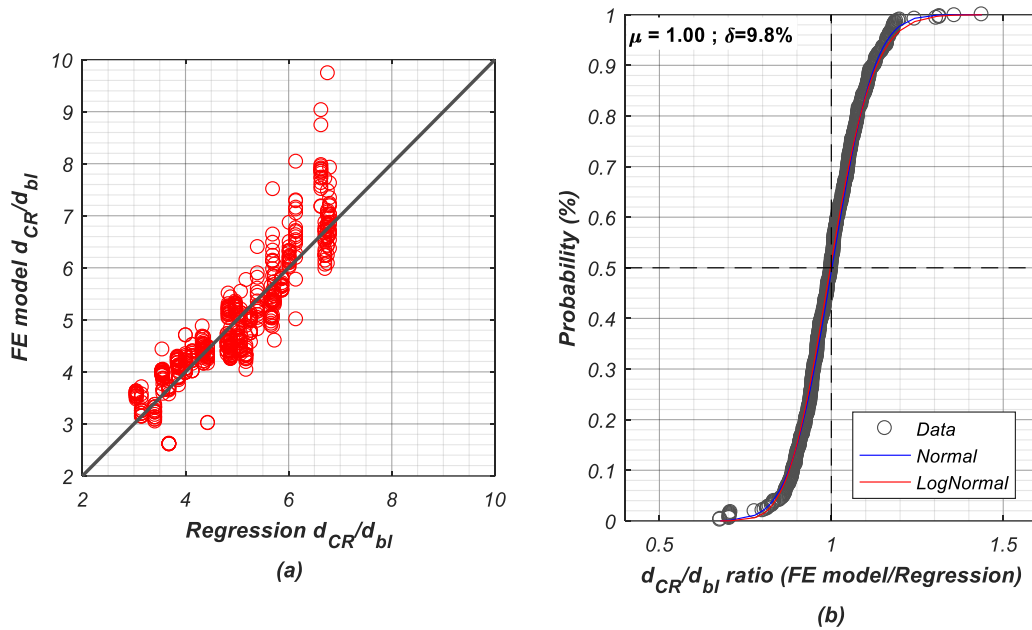 10
9
8
7
6
5
4
3
2
2
4
6
8
10
FE model d_CR/d_bl
Regression d_CR/d_bl
(a)
μ = 1.00 ; δ=9.8%
1
0.9
0.8
0.7
0.6
0.5
0.4
0.3
0.2
0.1
0
0.5
1
1.5
Probability (%)
Data
Normal
LogNormal
d_CR/d_bl ratio (FE model/Regression)
(b)